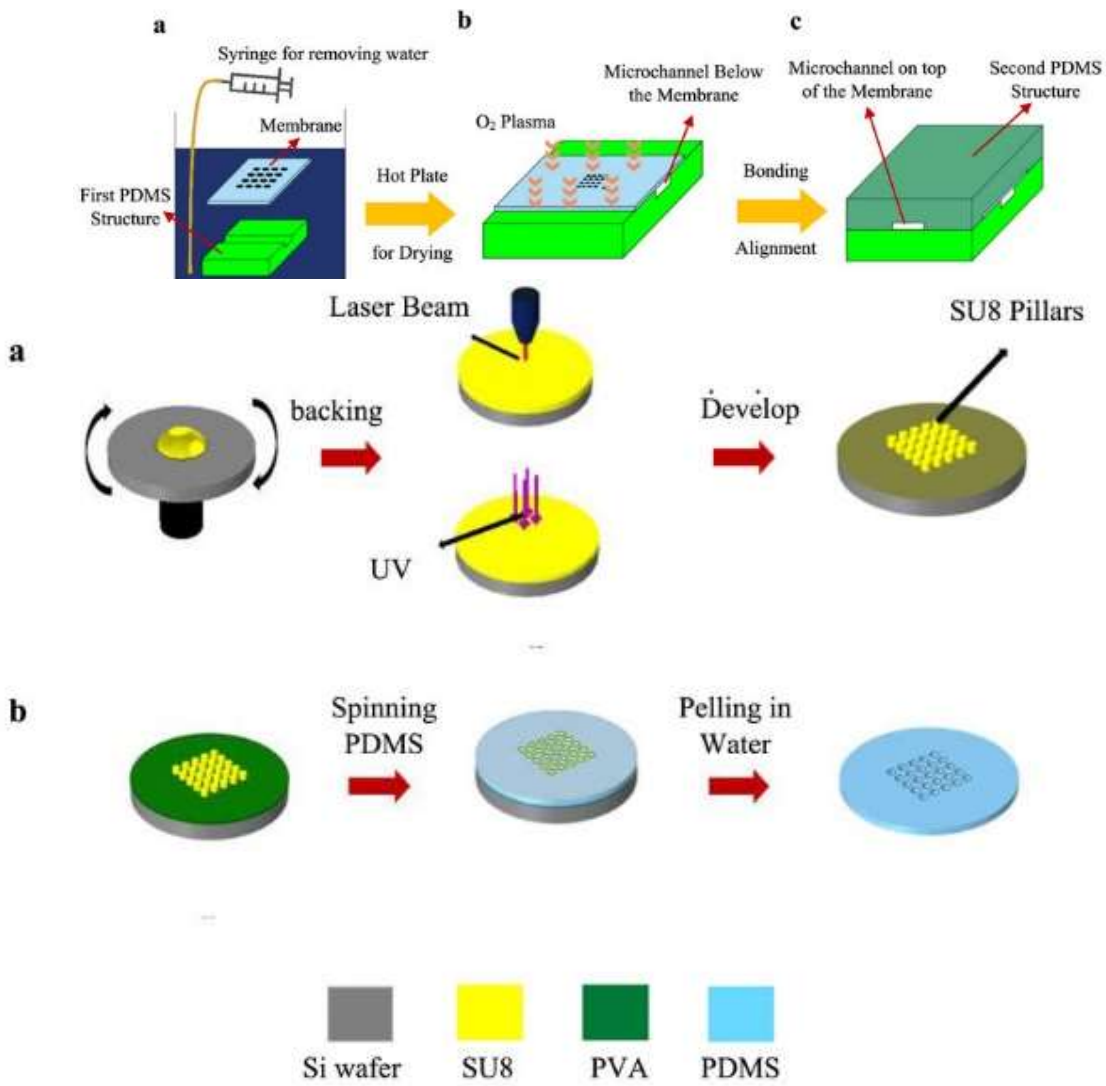 a
b
c
Syringe for removing water
Membrane
First PDMS
Structure
Hot Plate
for Drying
O₂ Plasma
Microchannel Below
the Membrane
Bonding
Alignment
Microchannel on top
of the Membrane
Second PDMS
Structure
a
backing
Laser Beam
UV
Develop
SU8 Pillars
b
Spinning
PDMS
Pelling in
Water
Si wafer
SU8
PVA
PDMS